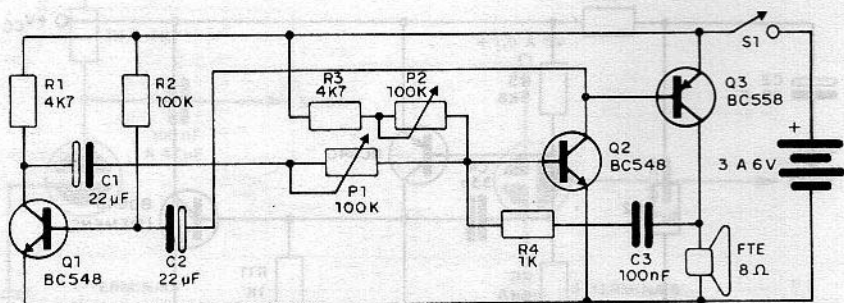 R1
4K7
R2
100K
R3
4K7
P2
100K
S1
Q3
BC558
+
3 A 6V
C1
22µF
P1
100K
Q2
BC548
Q1
BC548
C2
22µF
R4
1K
C3
100nF
FTE
8Ω